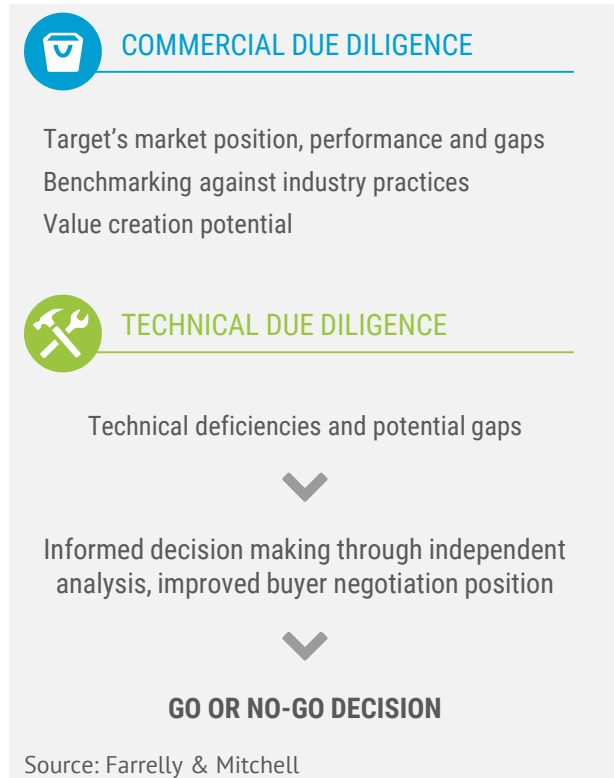 COMMERCIAL DUE DILIGENCE
Target's market position, performance and gaps
Benchmarking against industry practices
Value creation potential
TECHNICAL DUE DILIGENCE
Technical deficiencies and potential gaps
Informed decision making through independent
analysis, improved buyer negotiation position
GO OR NO-GO DECISION
Source: Farrelly & Mitchell